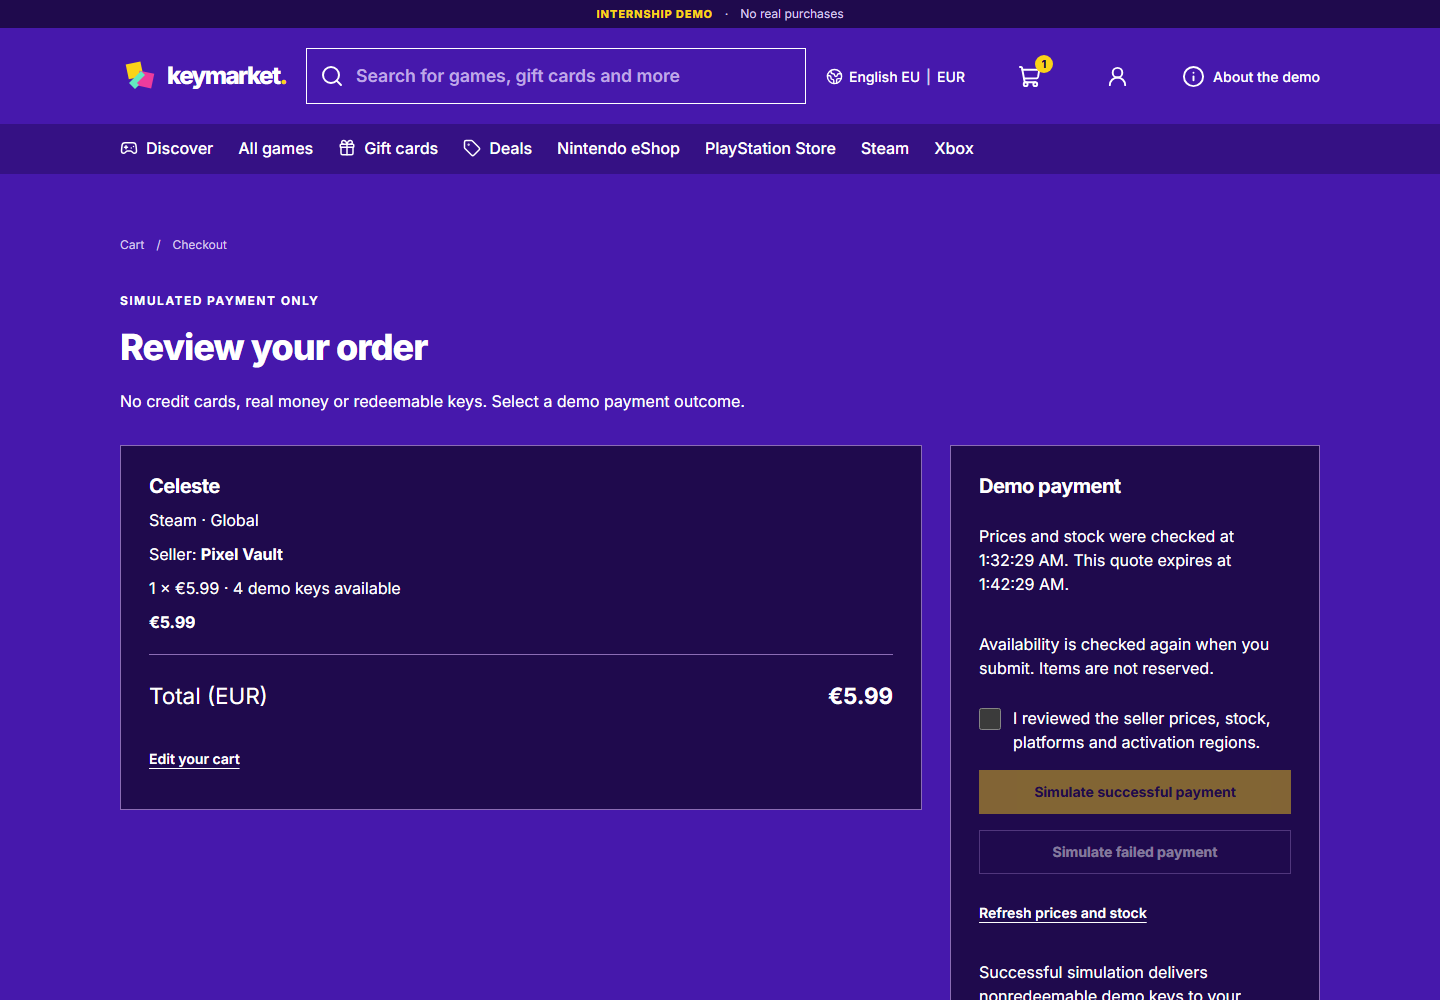 INTERNSHIP DEMO · No real purchases
keymarket.
Search for games, gift cards and more
English EU | EUR
1
About the demo
Discover
All games
Gift cards
Deals
Nintendo eShop
PlayStation Store
Steam
Xbox
Cart / Checkout
SIMULATED PAYMENT ONLY
Review your order
No credit cards, real money or redeemable keys. Select a demo payment outcome.
Celeste
Steam · Global
Seller: Pixel Vault
1 × €5.99 · 4 demo keys available
€5.99
Total (EUR) €5.99
Edit your cart
Demo payment
Prices and stock were checked at
1:32:29 AM. This quote expires at
1:42:29 AM.
Availability is checked again when you
submit. Items are not reserved.
I reviewed the seller prices, stock,
platforms and activation regions.
Simulate successful payment
Simulate failed payment
Refresh prices and stock
Successful simulation delivers
nonredeemable demo keys to your